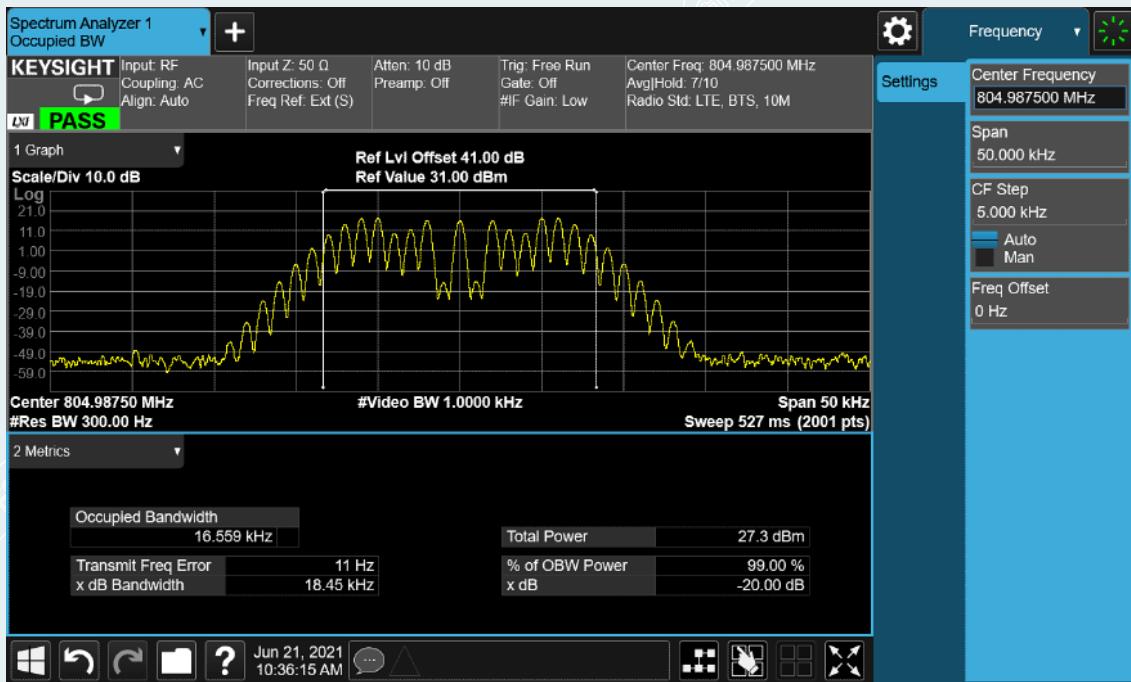 Spectrum Analyzer 1
Occupied BW
+
Frequency
KEYSIGHT
LXI
PASS
Input: RF
Coupling: AC
Align: Auto
Input Z: 50 Ω
Corrections: Off
Freq Ref: Ext (S)
Atten: 10 dB
Preamp: Off
Trig: Free Run
Gate: Off
#IF Gain: Low
Center Freq: 804.987500 MHz
Avg|Hold: 7/10
Radio Std: LTE, BTS, 10M
Settings
Center Frequency
804.987500 MHz
Span
50.000 kHz
CF Step
5.000 kHz
Auto
Man
Freq Offset
0 Hz
1 Graph
Scale/Div 10.0 dB
Ref Lvl Offset 41.00 dB
Ref Value 31.00 dBm
Log
21.0
11.0
1.00
-9.00
-19.0
-29.0
-39.0
-49.0
-59.0
Center 804.98750 MHz
#Video BW 1.0000 kHz
Span 50 kHz
#Res BW 300.00 Hz
Sweep 527 ms (2001 pts)
2 Metrics
Occupied Bandwidth
16.559 kHz
Total Power 27.3 dBm
Transmit Freq Error 11 Hz
% of OBW Power 99.00 %
x dB Bandwidth 18.45 kHz
x dB -20.00 dB
?
Jun 21, 2021
10:36:15 AM